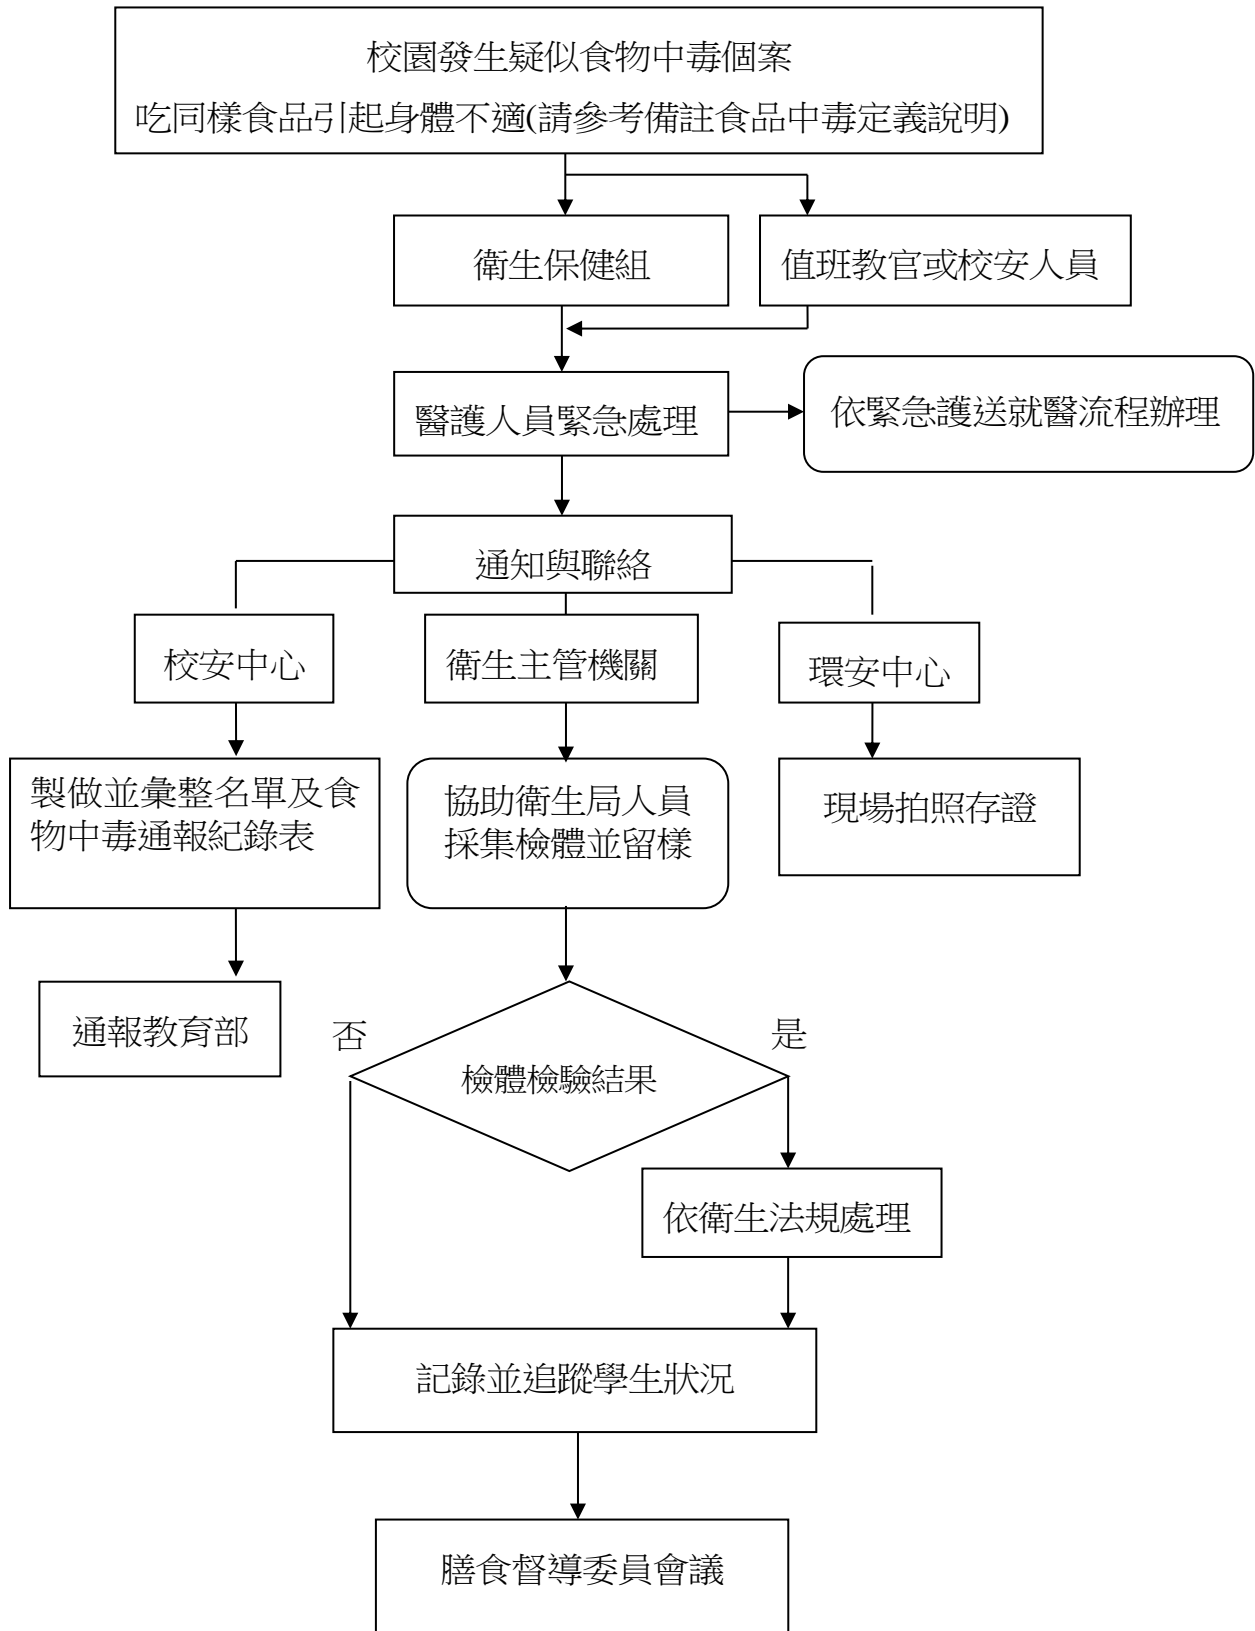 校園發生疑似食物中毒個案
吃同樣食品引起身體不適(請參考備註食品中毒定義說明)
衛生保健組
值班教官或校安人員
醫護人員緊急處理
依緊急護送就醫流程辦理
通知與聯絡
校安中心
衛生主管機關
環安中心
製做並彙整名單及食
物中毒通報紀錄表
協助衛生局人員
採集檢體並留樣
現場拍照存證
通報教育部
否
是
檢體檢驗結果
依衛生法規處理
記錄並追蹤學生狀況
膳食督導委員會議